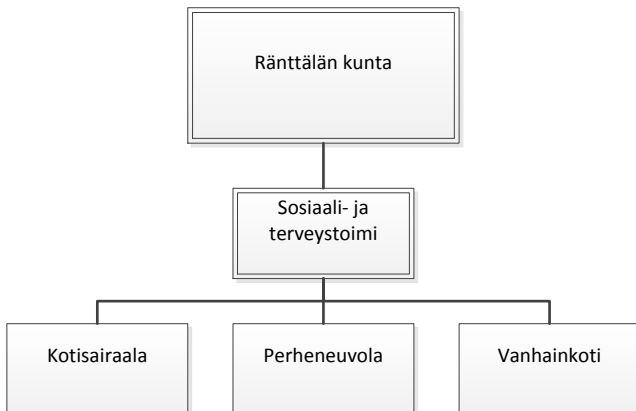 Ränttälän kunta
Sosiaali- ja
terveystoimi
Kotisairaala
Perheneuvola
Vanhainkoti